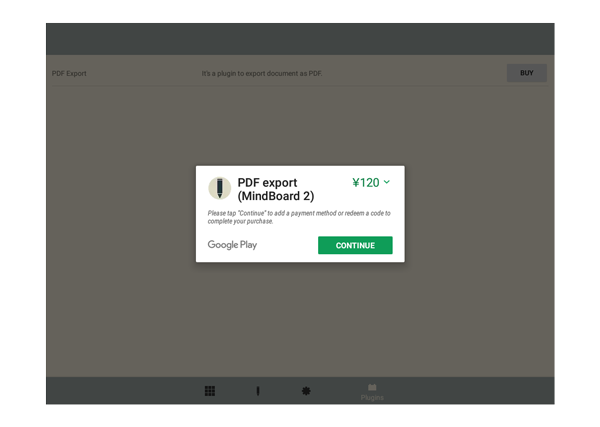 PDF Export
It's a plugin to export document as PDF.
BUY
PDF export
(MindBoard 2)
¥120
Please tap "Continue" to add a payment method or redeem a code to
complete your purchase.
Google Play
CONTINUE
Plugins